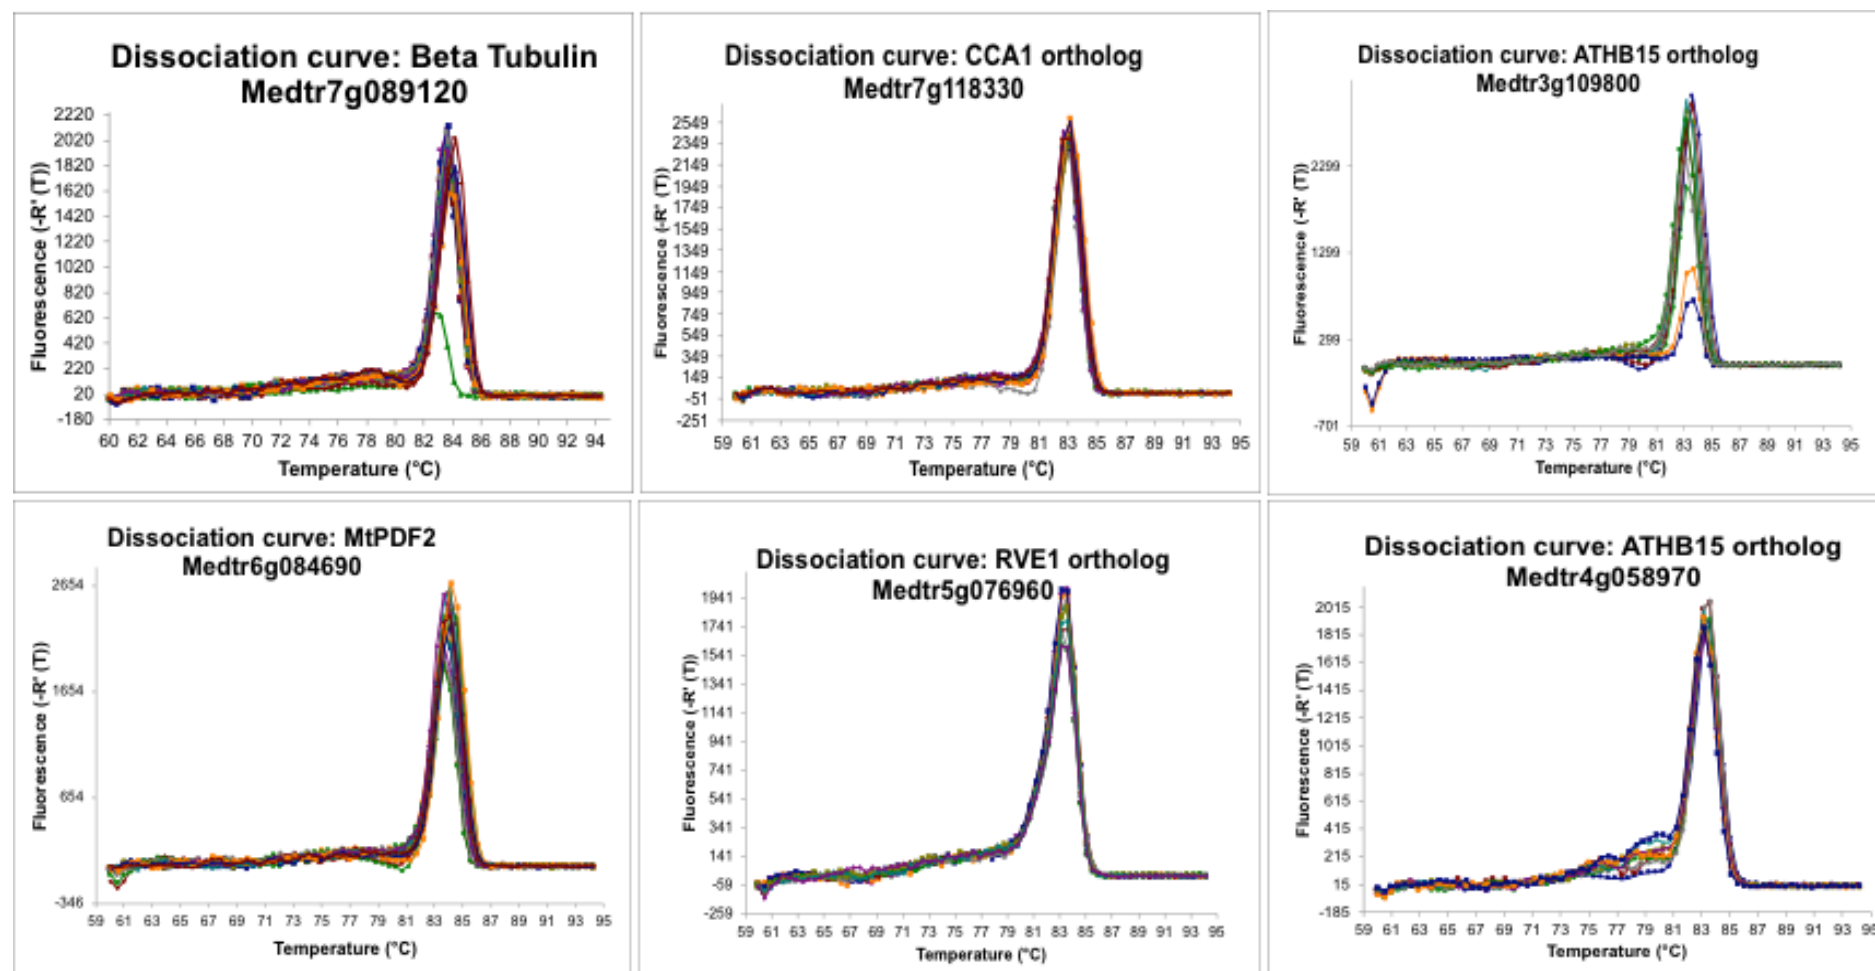 Dissociation curve: Beta Tubulin
Medtr7g089120
Fluorescence (-R' (T))
2220
2020
1820
1620
1420
1220
1020
820
620
420
220
20
-180
60 62 64 66 68 70 72 74 76 78 80 82 84 86 88 90 92 94
Temperature (°C)
Dissociation curve: CCA1 ortholog
Medtr7g118330
Fluorescence (-R' (T))
2549
2349
2149
1949
1749
1549
1349
1149
949
749
549
349
149
-51
-251
59 61 63 65 67 69 71 73 75 77 79 81 83 85 87 89 91 93 95
Temperature (°C)
Dissociation curve: ATHB15 ortholog
Medtr3g109800
Fluorescence (-R' (T))
2299
1299
299
-701
59 61 63 65 67 69 71 73 75 77 79 81 83 85 87 89 91 93 95
Temperature (°C)
Dissociation curve: MtPDF2
Medtr6g084690
Fluorescence (-R' (T))
2654
1654
654
-346
59 61 63 65 67 69 71 73 75 77 79 81 83 85 87 89 91 93 95
Temperature (°C)
Dissociation curve: RVE1 ortholog
Medtr5g076960
Fluorescence (-R' (T))
1941
1741
1541
1341
1141
941
741
541
341
141
-59
-259
59 61 63 65 67 69 71 73 75 77 79 81 83 85 87 89 91 93 95
Temperature (°C)
Dissociation curve: ATHB15 ortholog
Medtr4g058970
Fluorescence (-R' (T))
2015
1815
1615
1415
1215
1015
815
615
415
215
15
-185
59 61 63 65 67 69 71 73 75 77 79 81 83 85 87 89 91 93 95
Temperature (°C)